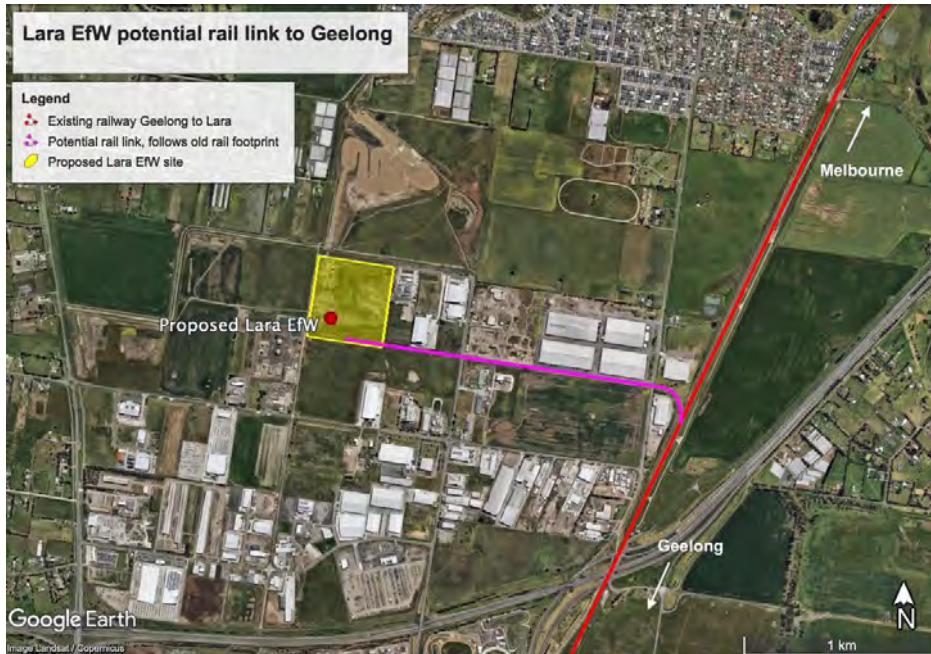 Lara EfW potential rail link to Geelong
Legend
Existing railway Geelong to Lara
Potential rail link, follows old rail footprint
Proposed Lara EfW site
Melbourne
Proposed Lara EfW
Geelong
N
Google Earth
Image Landsat / Copernicus
1 km